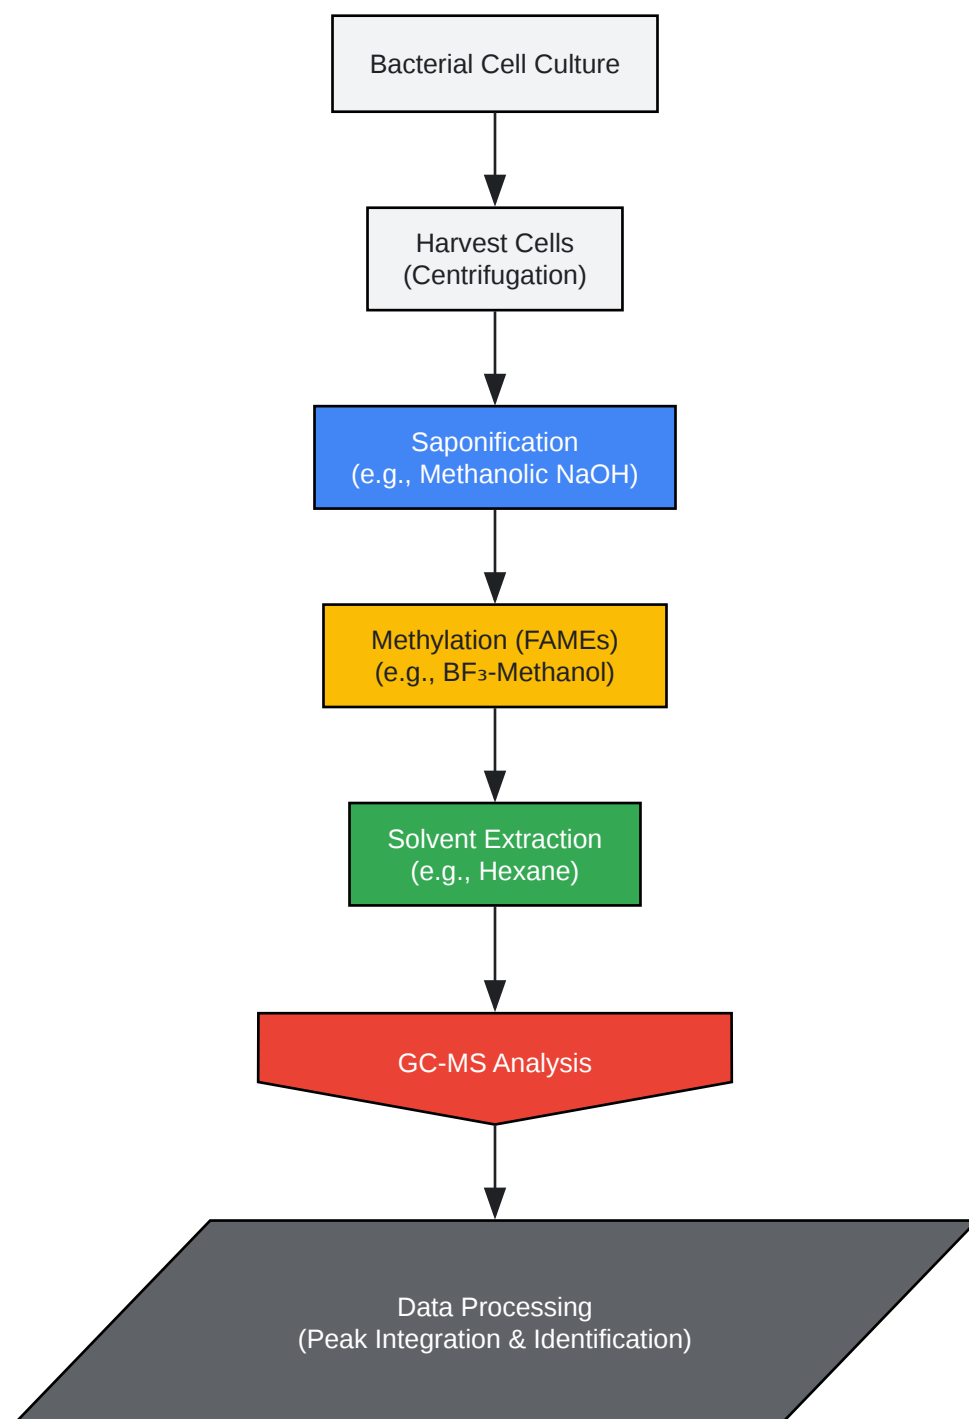 Bacterial Cell Culture
Harvest Cells
(Centrifugation)
Saponification
(e.g., Methanolic NaOH)
Methylation (FAMEs)
(e.g., BF₃-Methanol)
Solvent Extraction
(e.g., Hexane)
GC-MS Analysis
Data Processing
(Peak Integration & Identification)